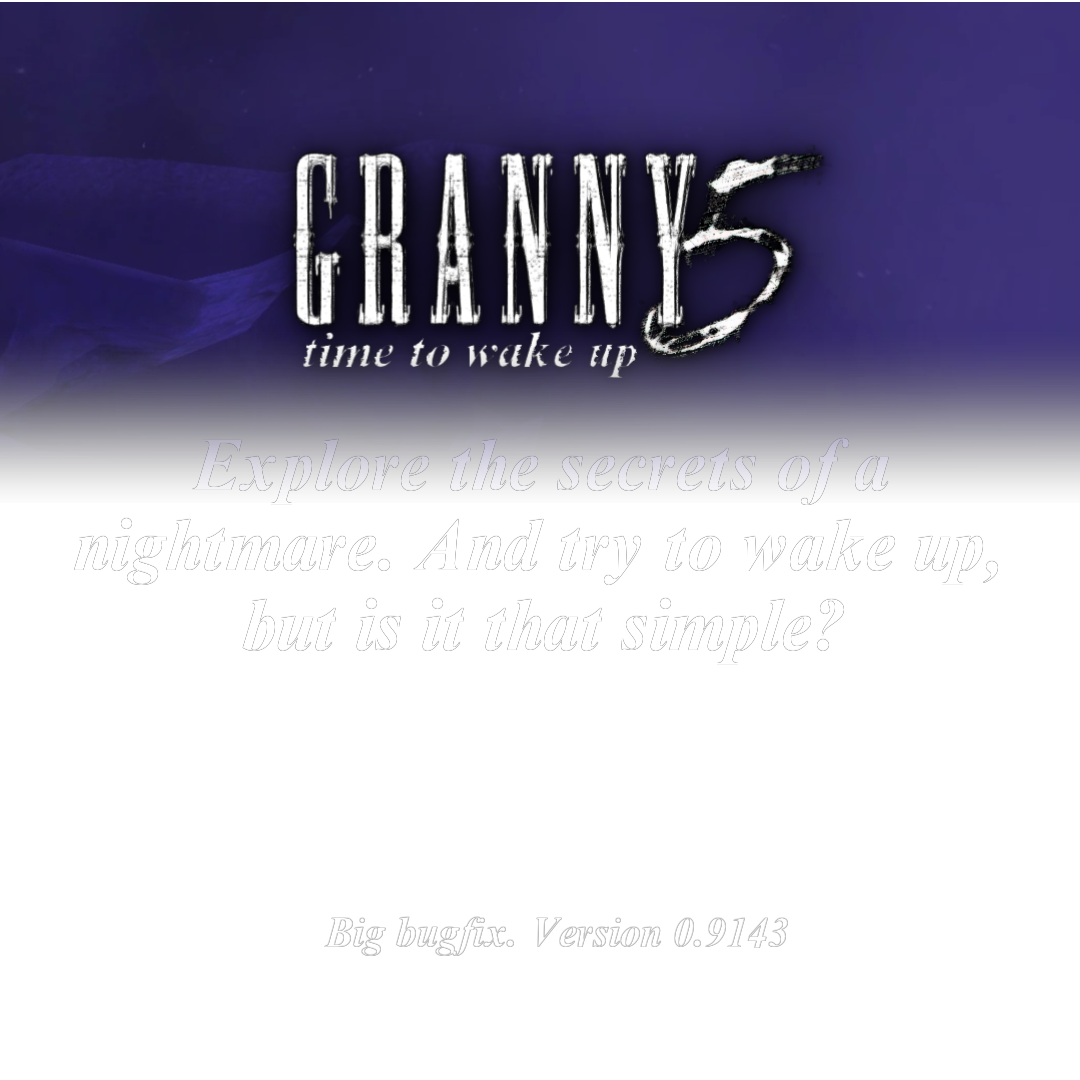 GRANNY 5
time to wake up
Explore the secrets of a
nightmare. And try to wake up,
but is it that simple?
Big bugfix. Version 0.9143